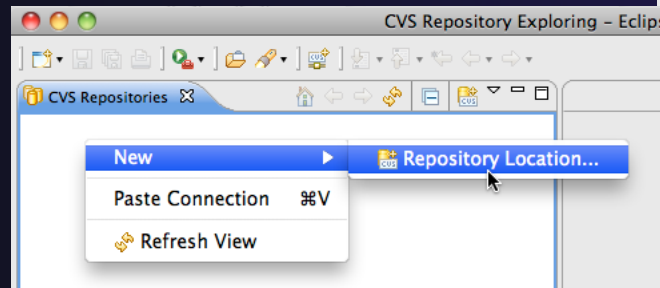 CVS Repository Exploring – Eclips
CVS Repositories
New
Repository Location...
Paste Connection ⌘V
Refresh View